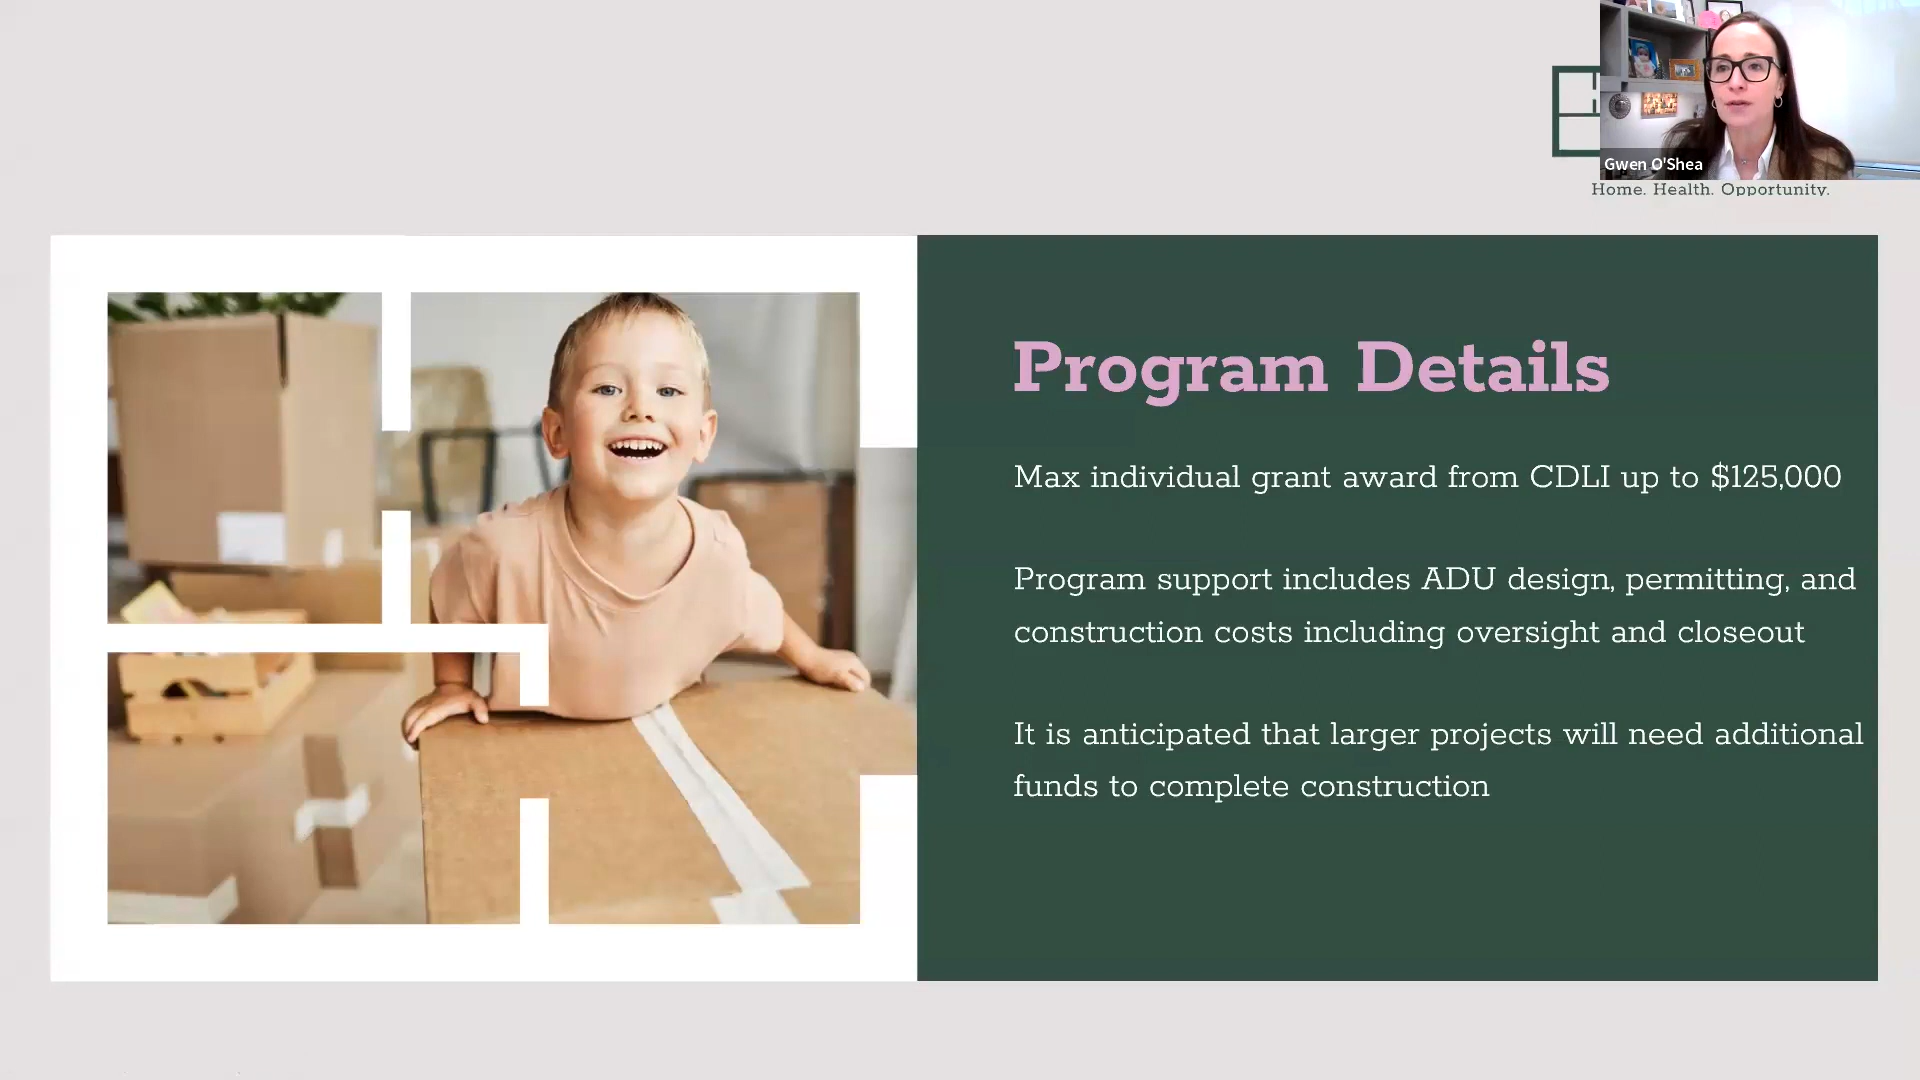 Gwen O'Shea
Home. Health. Opportunity.
Program Details
Max individual grant award from CDLI up to $125,000
Program support includes ADU design, permitting, and
construction costs including oversight and closeout
It is anticipated that larger projects will need additional
funds to complete construction